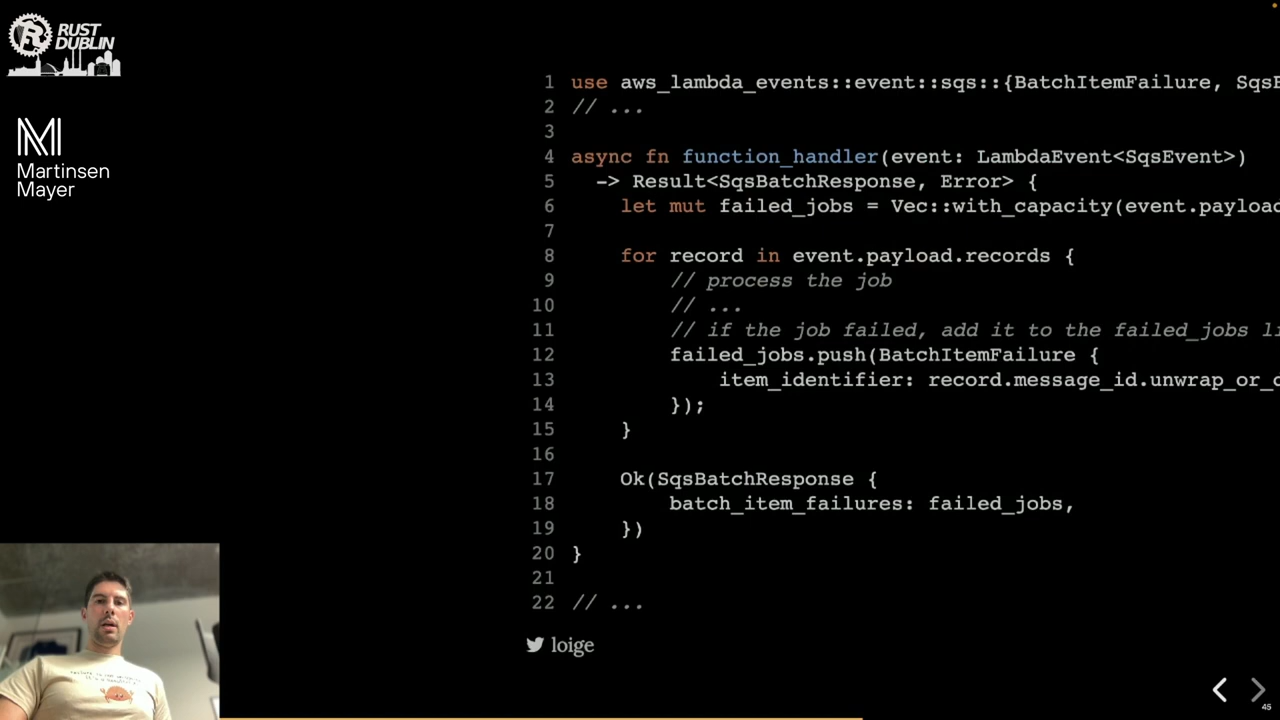 RUST
DUBLIN
Martinsen
Mayer
1 use aws_lambda_events::event::sqs::{BatchItemFailure, SqsE
2 // ...
3
4 async fn function_handler(event: LambdaEvent<SqsEvent>)
5 -> Result<SqsBatchResponse, Error> {
6 let mut failed_jobs = Vec::with_capacity(event.payload
7
8 for record in event.payload.records {
9 // process the job
10 // ...
11 // if the job failed, add it to the failed_jobs li
12 failed_jobs.push(BatchItemFailure {
13 item_identifier: record.message_id.unwrap_or_d
14 });
15 }
16
17 Ok(SqsBatchResponse {
18 batch_item_failures: failed_jobs,
19 })
20 }
21
22 // ...
loige
45